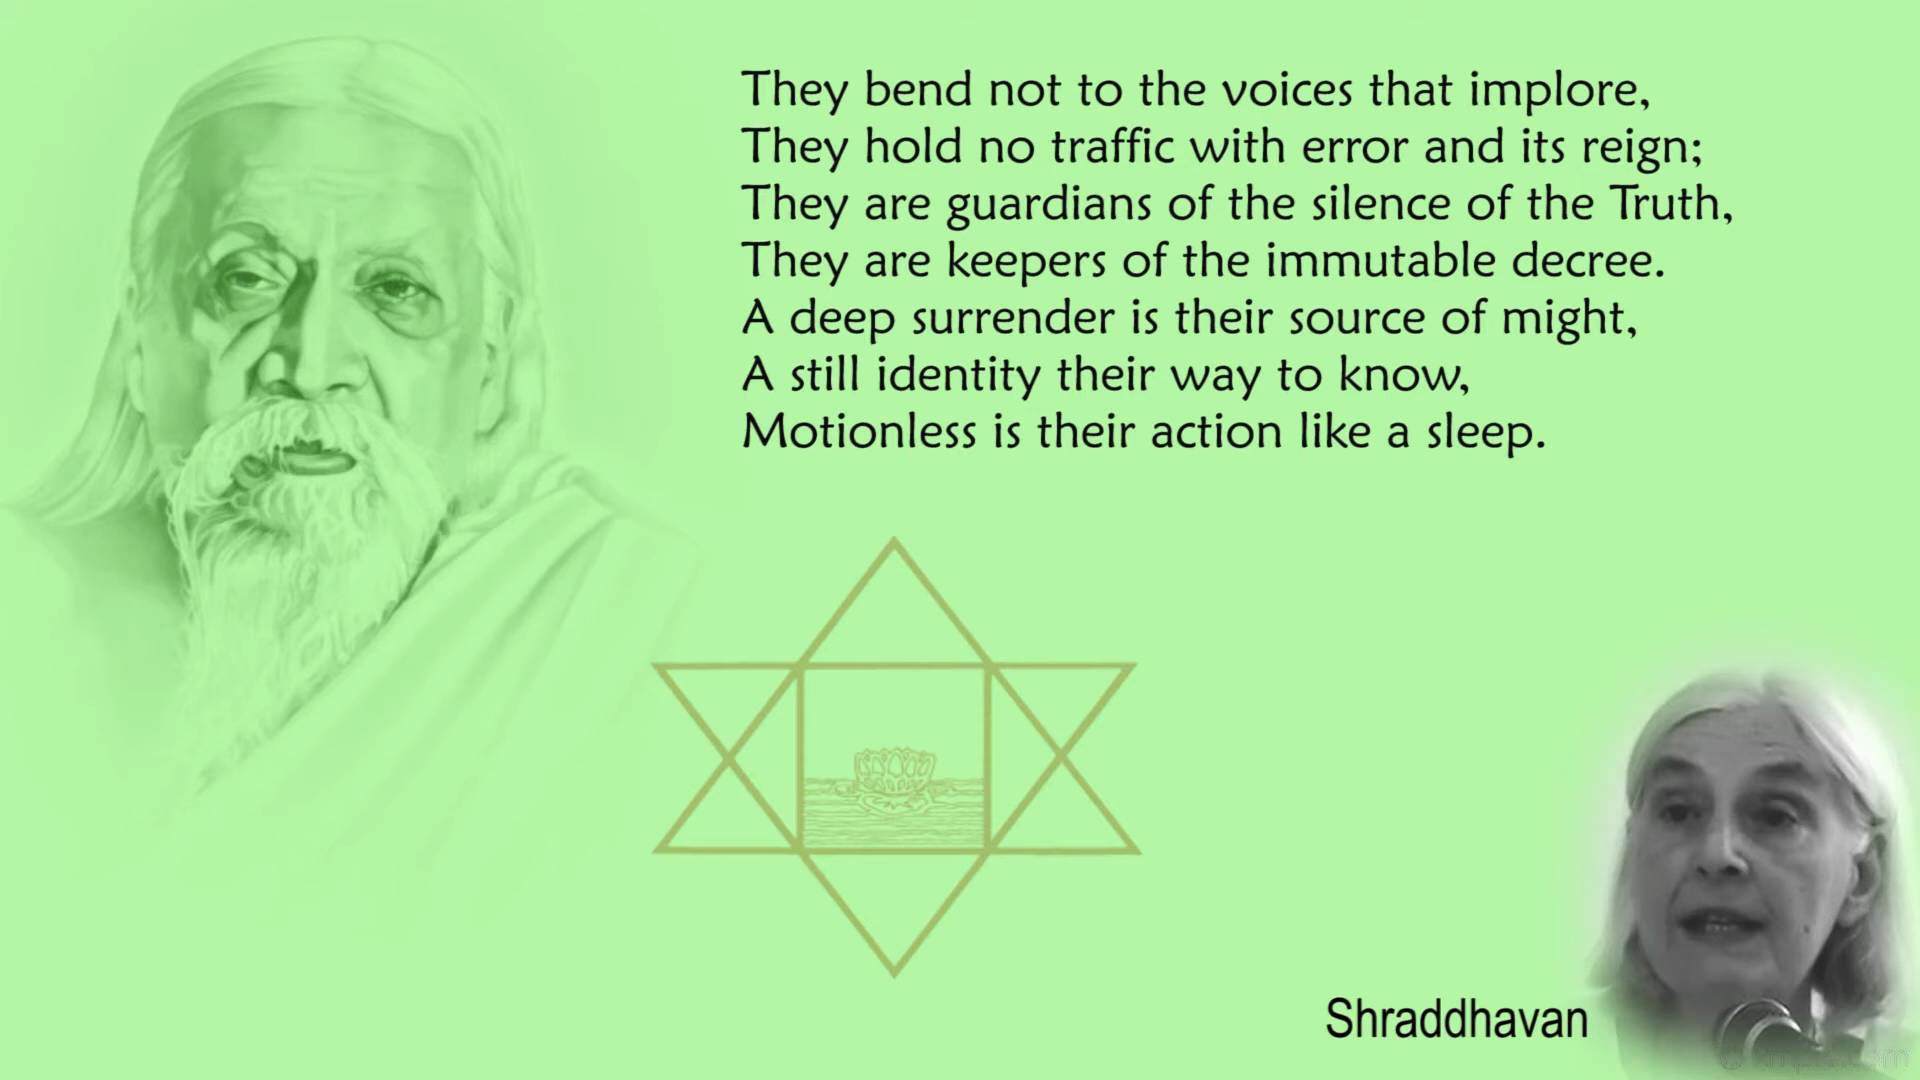 They bend not to the voices that implore,
They hold no traffic with error and its reign;
They are guardians of the silence of the Truth,
They are keepers of the immutable decree.
A deep surrender is their source of might,
A still identity their way to know,
Motionless is their action like a sleep.
Shraddhavan